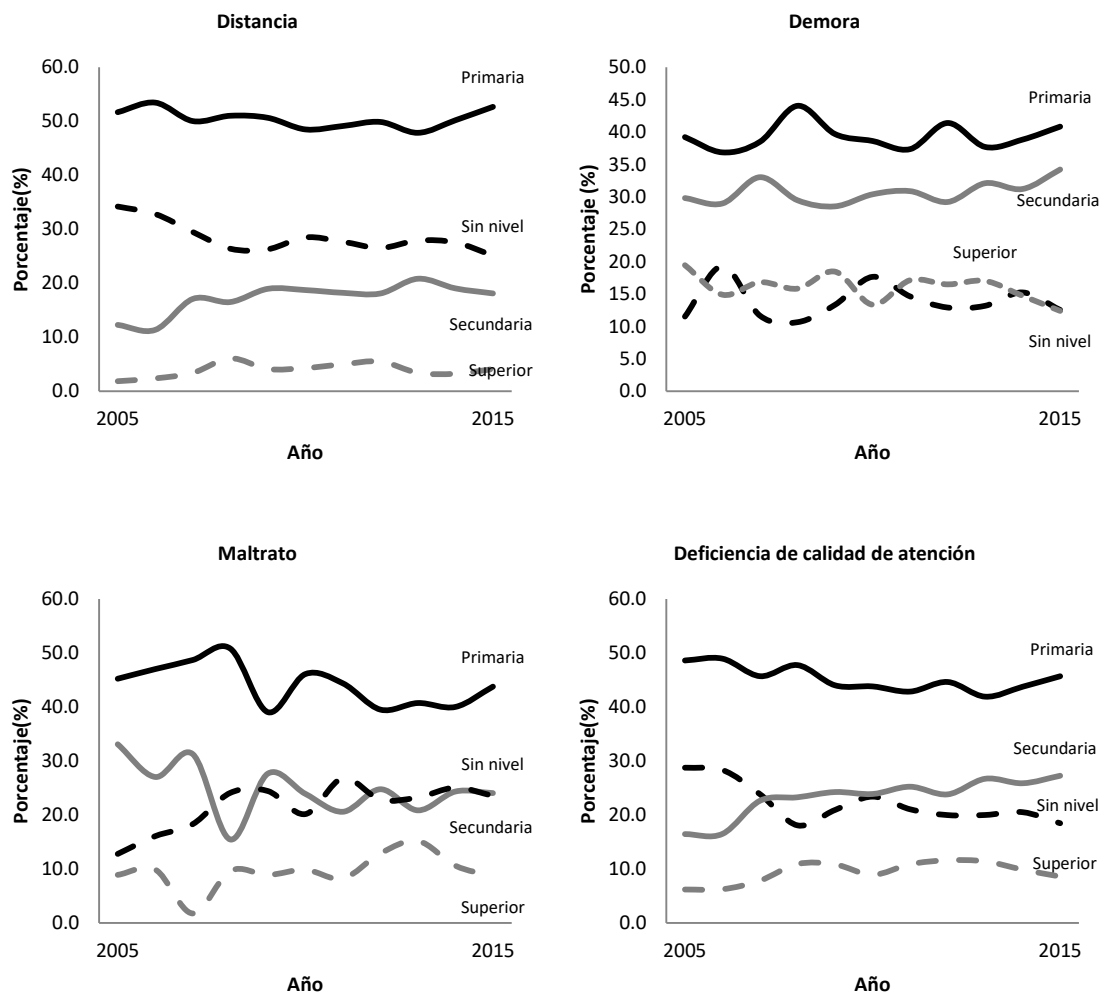 Distancia
60.0
50.0
40.0
30.0
20.0
10.0
0.0
Porcentaje(%)
Primaria
Sin nivel
Secundaria
Superior
2005
2015
Año
Demora
50.0
45.0
40.0
35.0
30.0
25.0
20.0
15.0
10.0
5.0
0.0
Porcentaje (%)
Primaria
Secundaria
Superior
Sin nivel
2005
2015
Año
Maltrato
60.0
50.0
40.0
30.0
20.0
10.0
0.0
Porcentaje(%)
Primaria
Sin nivel
Secundaria
Superior
2005
2015
Año
Deficiencia de calidad de atención
60.0
50.0
40.0
30.0
20.0
10.0
0.0
Porcentaje(%)
Primaria
Secundaria
Sin nivel
Superior
2005
2015
Año